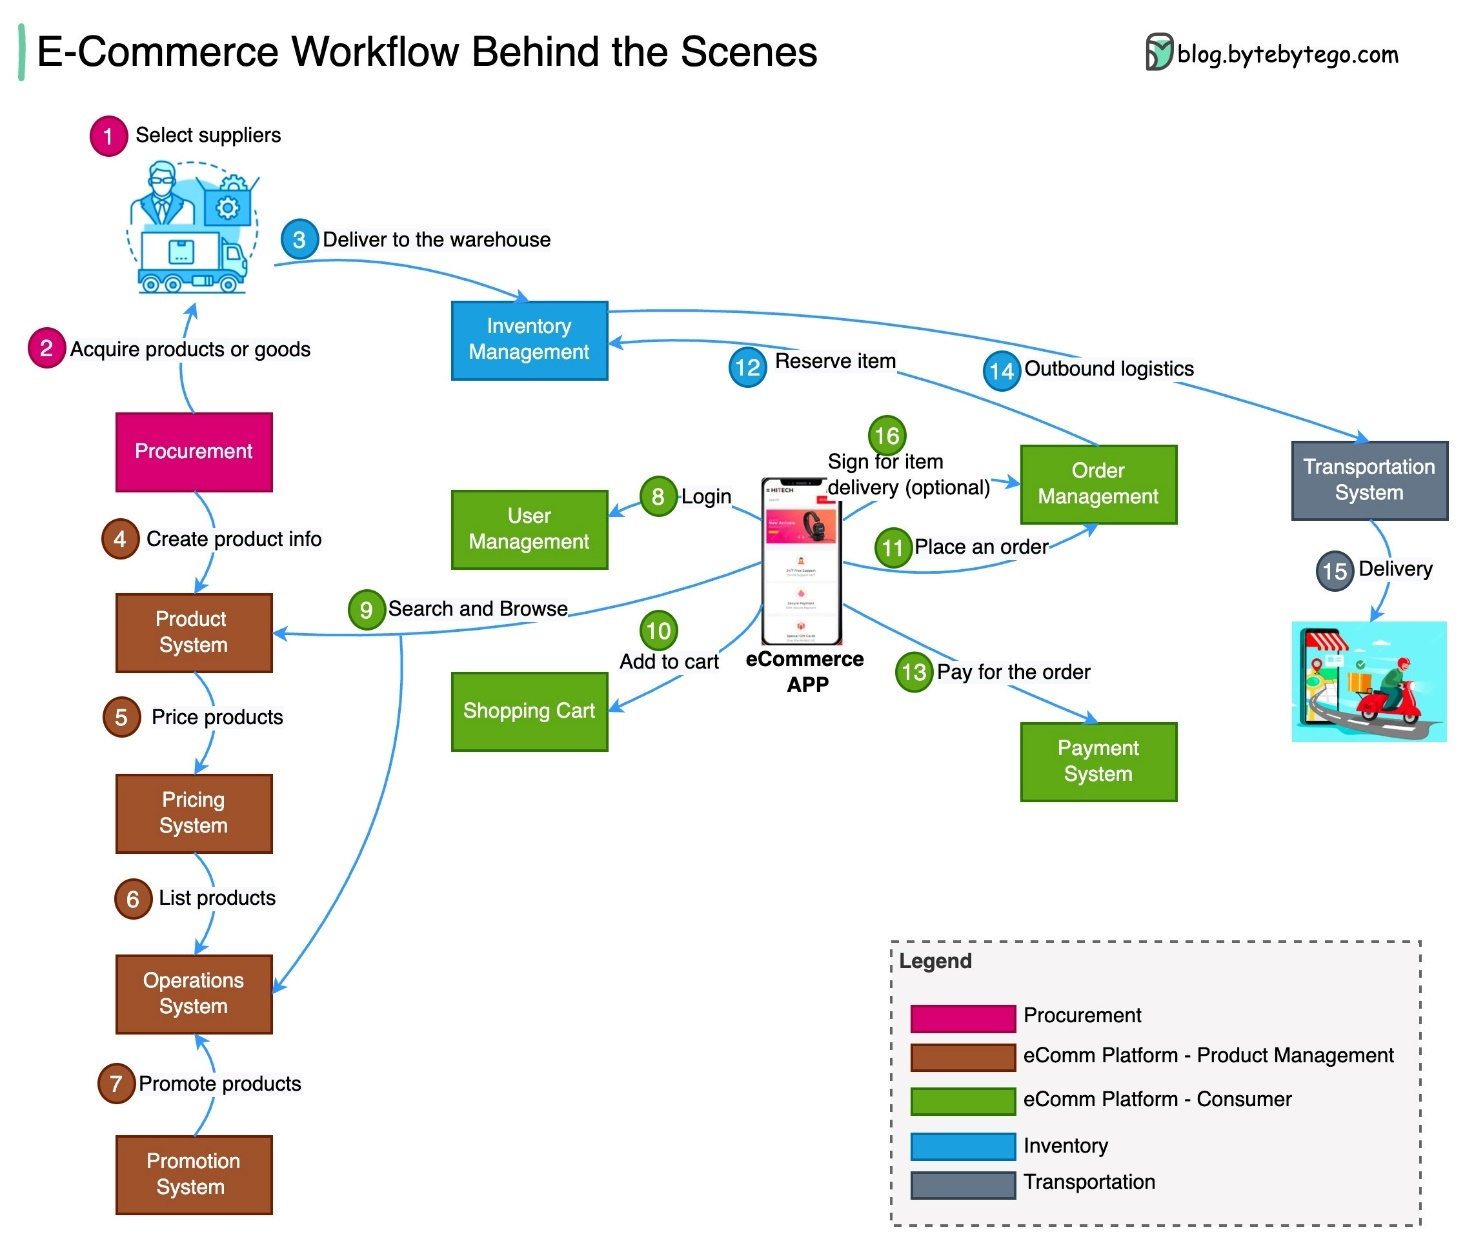 E-Commerce Workflow Behind the Scenes
blog.bytebytego.com
1 Select suppliers
3 Deliver to the warehouse
2 Acquire products or goods
Inventory
Management
12 Reserve item
14 Outbound logistics
Procurement
16
Sign for item
delivery (optional)
Order
Management
Transportation
System
4 Create product info
8 Login
User
Management
HITECH
11 Place an order
15 Delivery
Product
System
9 Search and Browse
10
Add to cart
eCommerce
APP
13 Pay for the order
5 Price products
Shopping Cart
Payment
System
Pricing
System
6 List products
Operations
System
7 Promote products
Promotion
System
Legend
Procurement
eComm Platform - Product Management
eComm Platform - Consumer
Inventory
Transportation